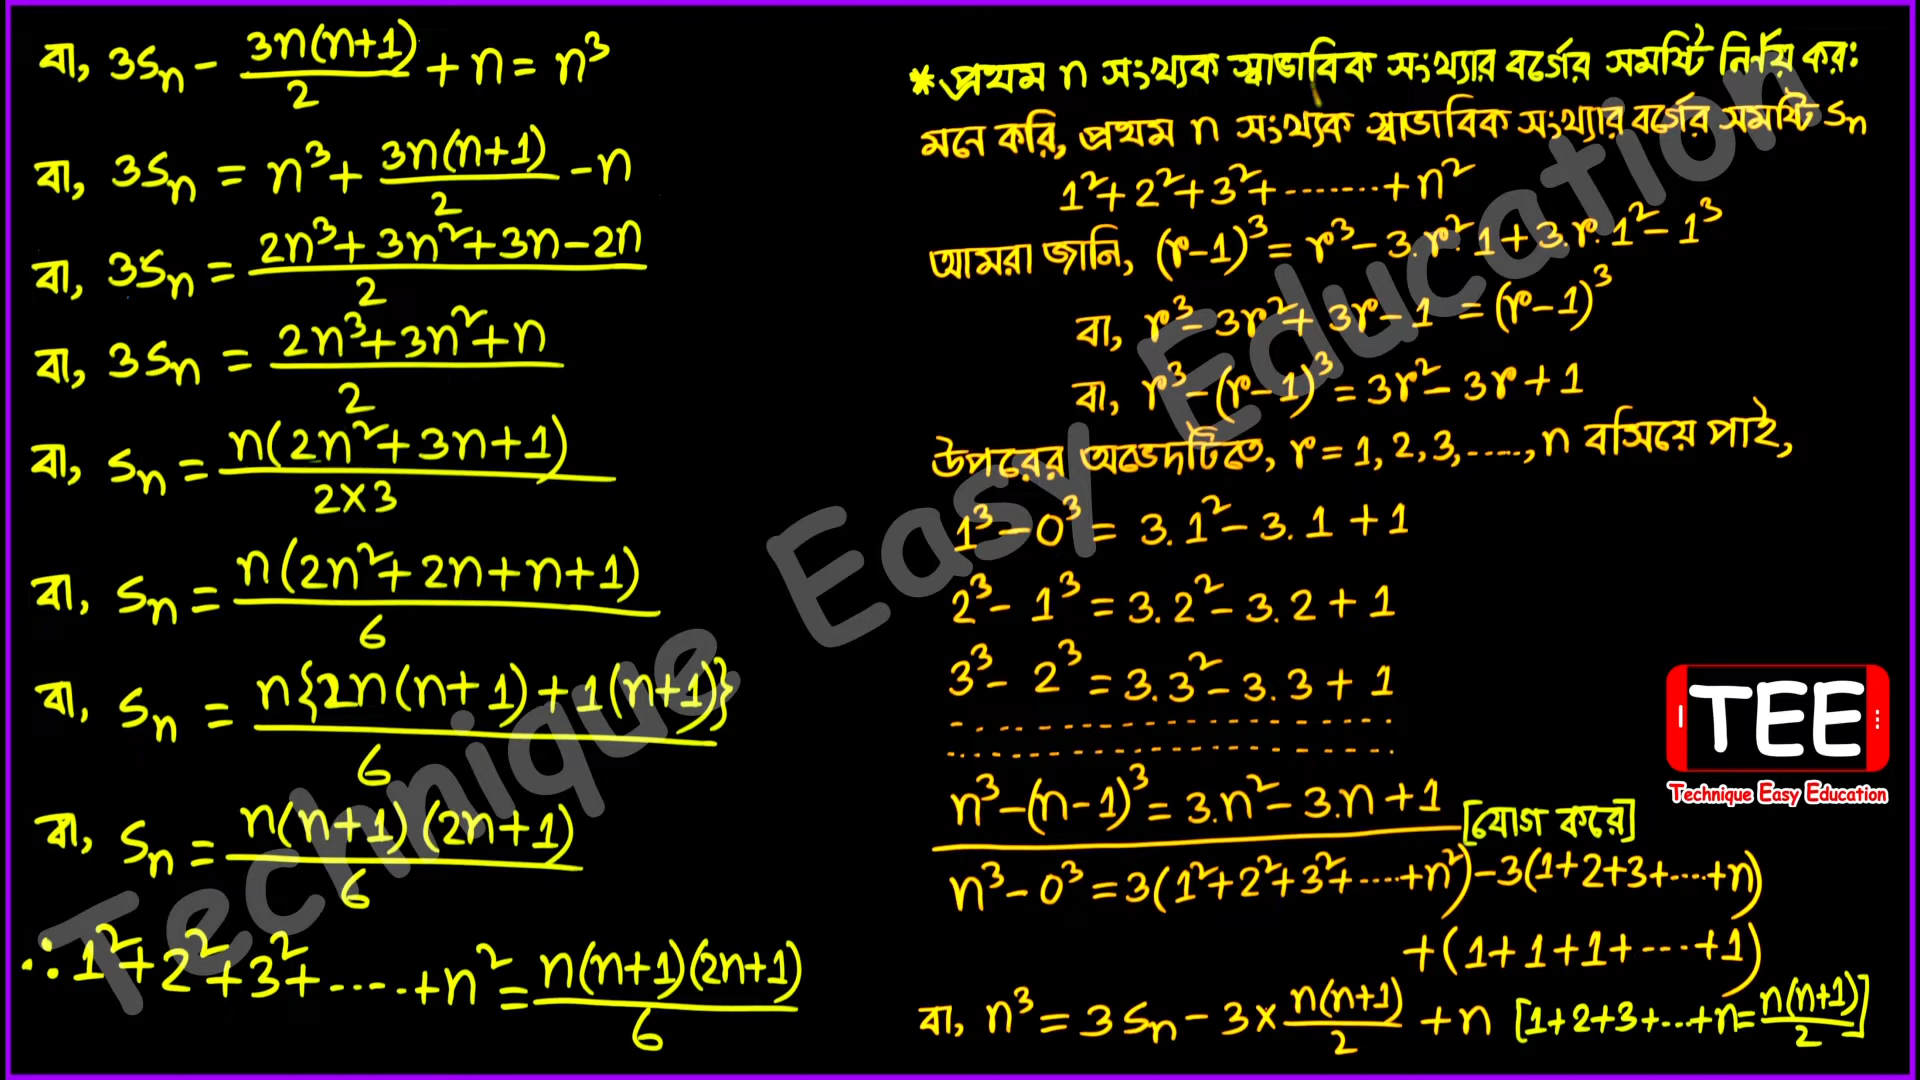 *প্রথম n সংখ্যক স্বাভাবিক সংখ্যার বর্গের সমষ্টি নির্ণয় কর:
মনে করি, প্রথম n সংখ্যক স্বাভাবিক সংখ্যার বর্গের সমষ্টি Sₙ
1²+2²+3²+.......+n²
আমরা জানি, (r-1)³ = r³-3.r².1+3.r.1²-1³
বা, r³-3r²+3r-1 = (r-1)³
বা, r³-(r-1)³ = 3r²-3r+1
উপরের অভেদটিতে, r = 1, 2, 3, ....., n বসিয়ে পাই,
1³-0³ = 3.1²-3.1+1
2³-1³ = 3.2²-3.2+1
3³-2³ = 3.3²-3.3+1
n³-(n-1)³ = 3.n²-3.n+1
[যোগ করে]
n³-0³ = 3(1²+2²+3²+....+n²)-3(1+2+3+....+n)
+(1+1+1+....+1)
বা, n³ = 3Sₙ-3×n(n+1)/2+n [1+2+3+...+n=n(n+1)/2]
বা, 3Sₙ-3n(n+1)/2+n=n³
বা, 3Sₙ = n³+3n(n+1)/2-n
বা, 3Sₙ = 2n³+3n²+3n-2n/2
বা, 3Sₙ = 2n³+3n²+n/2
বা, Sₙ = n(2n²+3n+1)/2×3
বা, Sₙ = n(2n²+2n+n+1)/6
বা, Sₙ = n{2n(n+1)+1(n+1)}/6
বা, Sₙ = n(n+1)(2n+1)/6
∴ 1²+2²+3²+.....+n² = n(n+1)(2n+1)/6
TEE
Technique Easy Education
Technique Easy Education